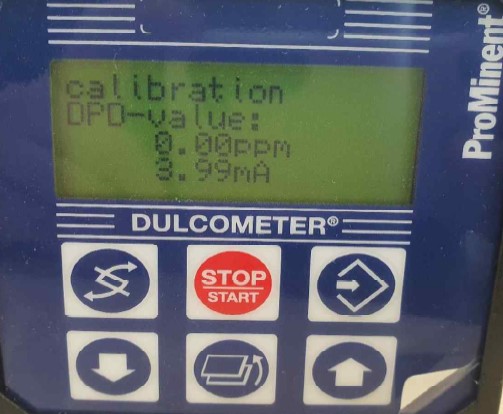 calibration
DPD-value:
0.00ppm
3.99mA
ProMinent®
DULCOMETER®
STOP
START